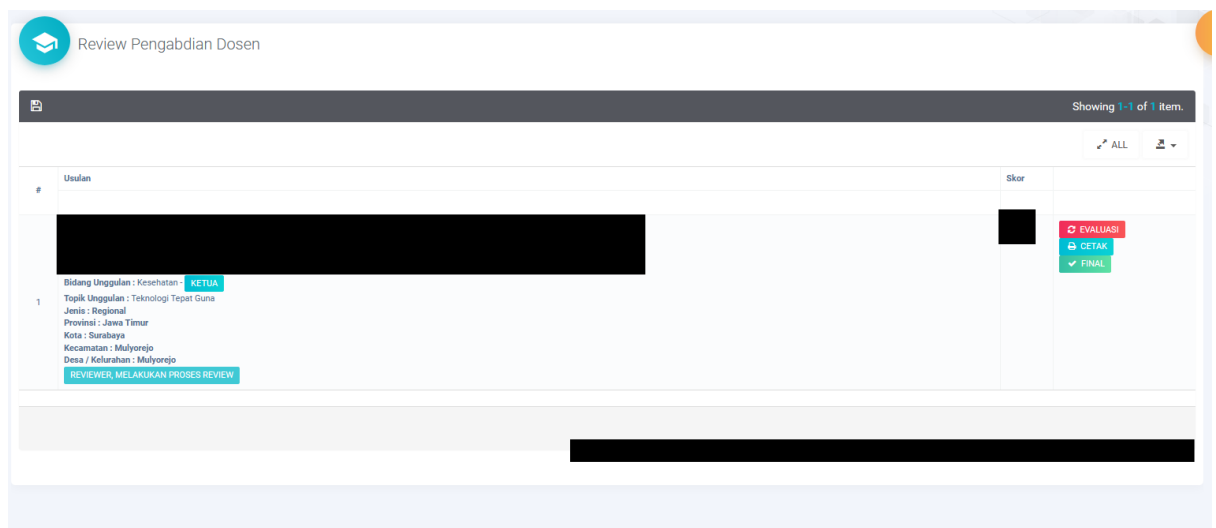 Review Pengabdian Dosen
Showing 1-1 of 1 item.
ALL
# Usulan Skor
1
EVALUASI
CETAK
FINAL
Bidang Unggulan : Kesehatan - KETUA
Topik Unggulan : Teknologi Tepat Guna
Jenis : Regional
Provinsi : Jawa Timur
Kota : Surabaya
Kecamatan : Mulyorejo
Desa / Kelurahan : Mulyorejo
REVIEWER, MELAKUKAN PROSES REVIEW